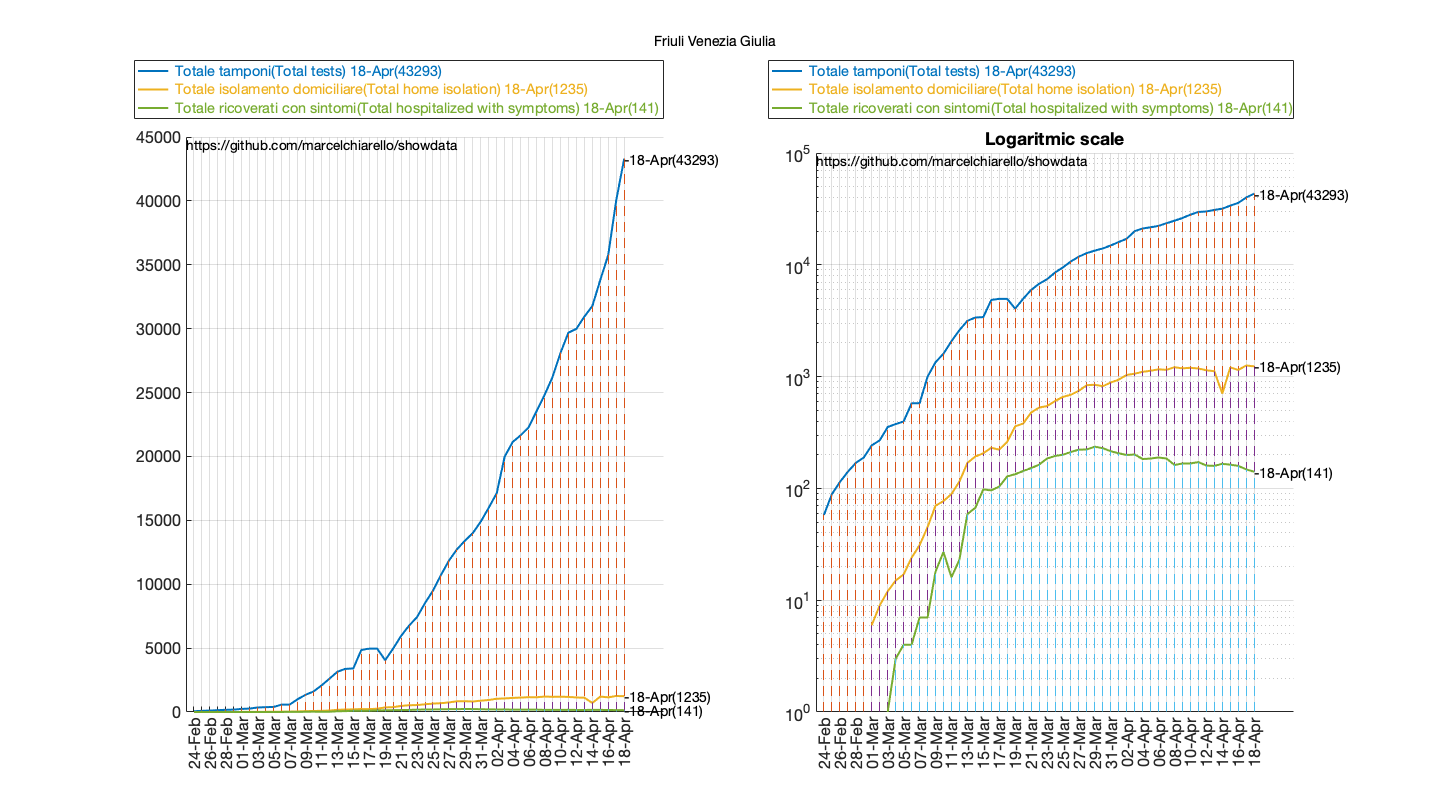 Friuli Venezia Giulia
Totale tamponi(Total tests) 18-Apr(43293)
Totale isolamento domiciliare(Total home isolation) 18-Apr(1235)
Totale ricoverati con sintomi(Total hospitalized with symptoms) 18-Apr(141)
https://github.com/marcelchiarello/showdata
45000
40000
35000
30000
25000
20000
15000
10000
5000
0
18-Apr(43293)
18-Apr(1235)
18-Apr(141)
24-Feb
26-Feb
28-Feb
01-Mar
03-Mar
05-Mar
07-Mar
09-Mar
11-Mar
13-Mar
15-Mar
17-Mar
19-Mar
21-Mar
23-Mar
25-Mar
27-Mar
29-Mar
31-Mar
02-Apr
04-Apr
06-Apr
08-Apr
10-Apr
12-Apr
14-Apr
16-Apr
18-Apr
Totale tamponi(Total tests) 18-Apr(43293)
Totale isolamento domiciliare(Total home isolation) 18-Apr(1235)
Totale ricoverati con sintomi(Total hospitalized with symptoms) 18-Apr(141)
Logaritmic scale
https://github.com/marcelchiarello/showdata
10^5
10^4
10^3
10^2
10^1
10^0
18-Apr(43293)
18-Apr(1235)
18-Apr(141)
24-Feb
26-Feb
28-Feb
01-Mar
03-Mar
05-Mar
07-Mar
09-Mar
11-Mar
13-Mar
15-Mar
17-Mar
19-Mar
21-Mar
23-Mar
25-Mar
27-Mar
29-Mar
31-Mar
02-Apr
04-Apr
06-Apr
08-Apr
10-Apr
12-Apr
14-Apr
16-Apr
18-Apr